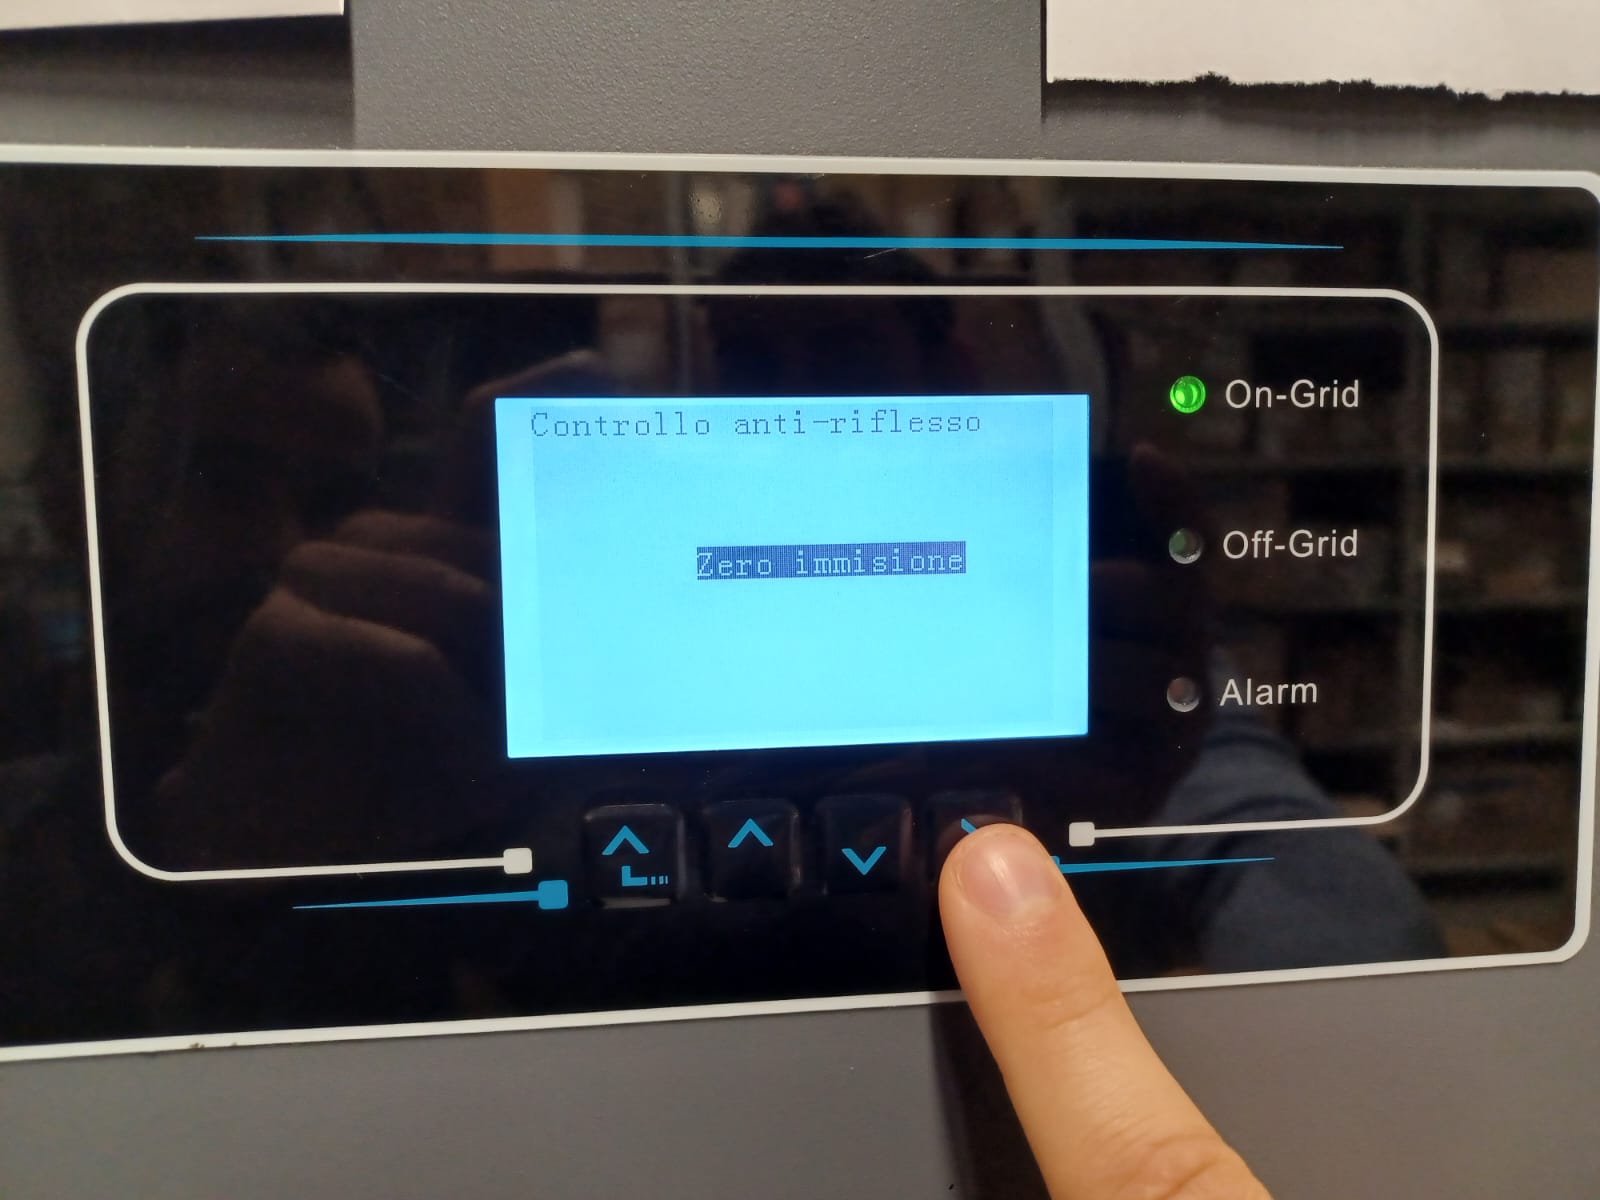 Controllo anti-riflesso
Zero immisione
On-Grid
Off-Grid
Alarm